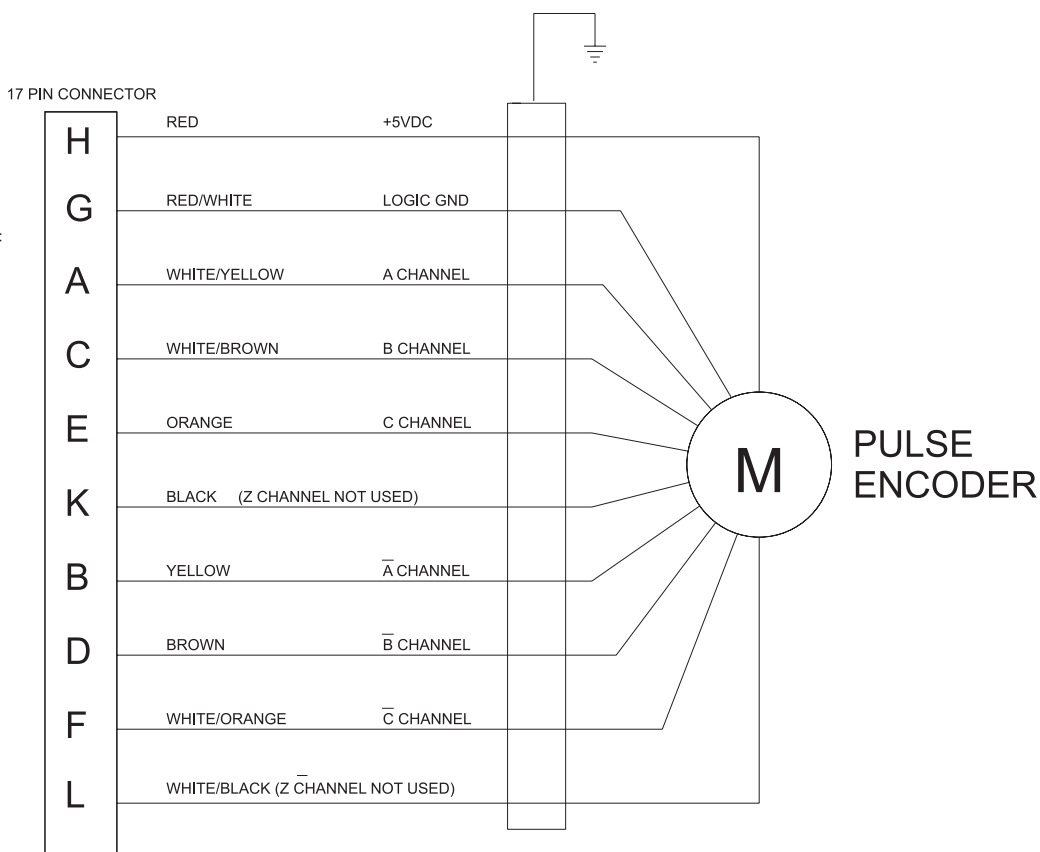 17 PIN CONNECTOR
H RED +5VDC
G RED/WHITE LOGIC GND
A WHITE/YELLOW A CHANNEL
C WHITE/BROWN B CHANNEL
E ORANGE C CHANNEL
K BLACK (Z CHANNEL NOT USED)
B YELLOW A̅ CHANNEL
D BROWN B̅ CHANNEL
F WHITE/ORANGE C̅ CHANNEL
L WHITE/BLACK (Z C̅HANNEL NOT USED)
M
PULSE
ENCODER